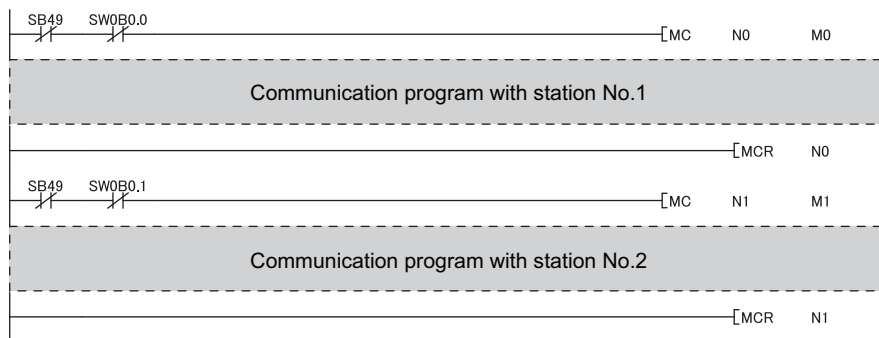 SB49 SW0B0.0
MC N0 M0
Communication program with station No.1
MCR N0
SB49 SW0B0.1
MC N1 M1
Communication program with station No.2
MCR N1